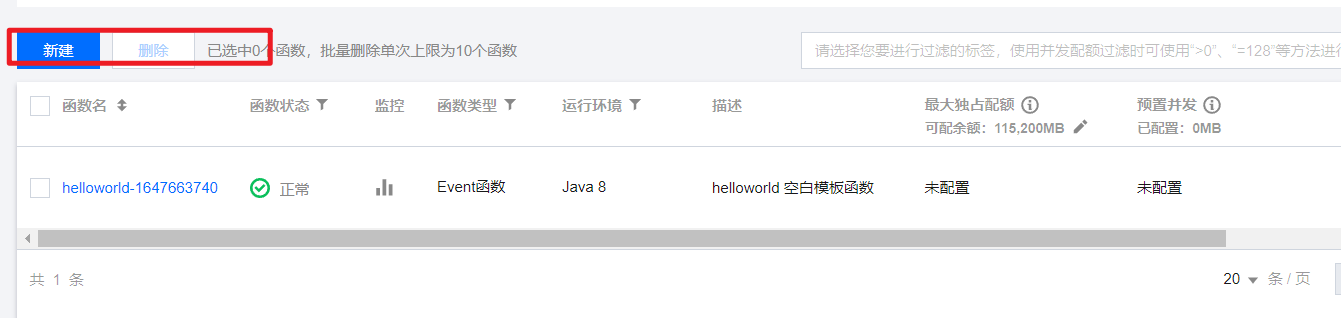 新建 删除 已选中0个函数，批量删除单次上限为10个函数 请选择您要进行过滤的标签，使用并发配额过滤时可使用“>0”、“=128”等方法进行
函数名 函数状态 监控 函数类型 运行环境 描述 最大独占配额 预置并发
可配余额：115,200MB 已配置：0MB
helloworld-1647663740 正常 Event函数 Java 8 helloworld 空白模板函数 未配置 未配置
共 1 条 20 条 / 页